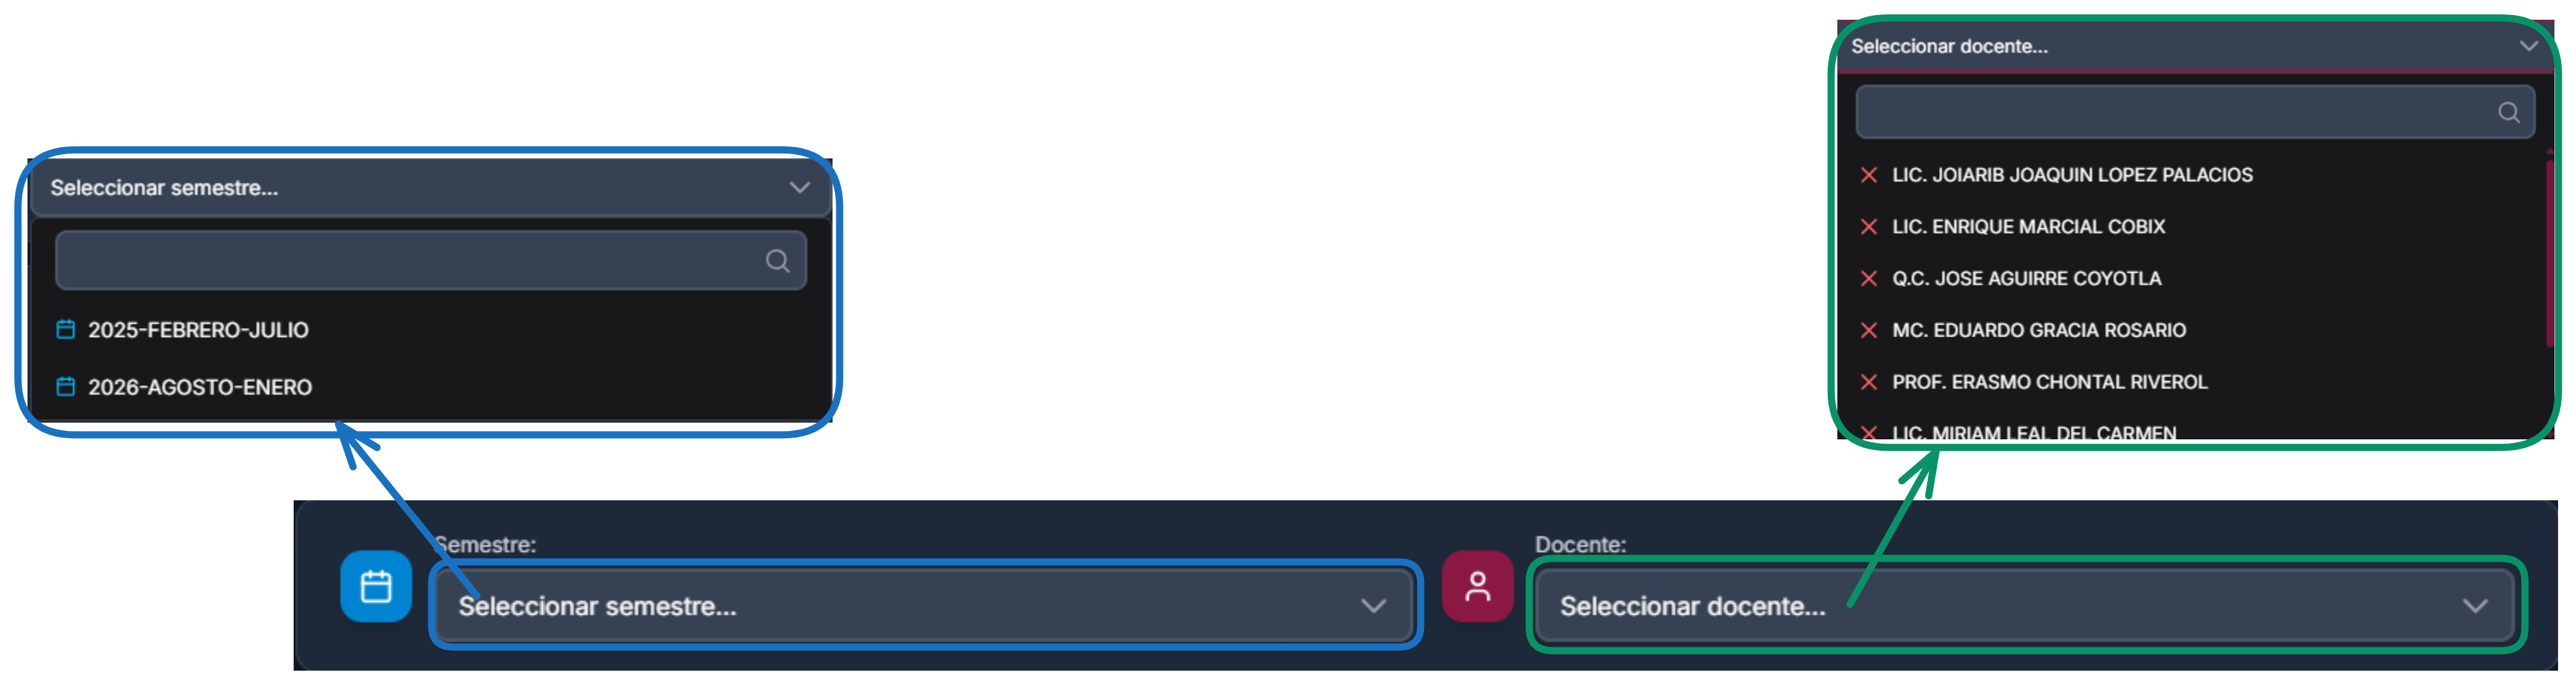 Seleccionar docente...
LIC. JOIARIB JOAQUIN LOPEZ PALACIOS
LIC. ENRIQUE MARCIAL COBIX
Q.C. JOSE AGUIRRE COYOTLA
MC. EDUARDO GRACIA ROSARIO
PROF. ERASMO CHONTAL RIVEROL
LIC. MIRIAM LEAL DEL CARMEN
Seleccionar semestre...
2025-FEBRERO-JULIO
2026-AGOSTO-ENERO
Semestre:
Seleccionar semestre...
Docente:
Seleccionar docente...